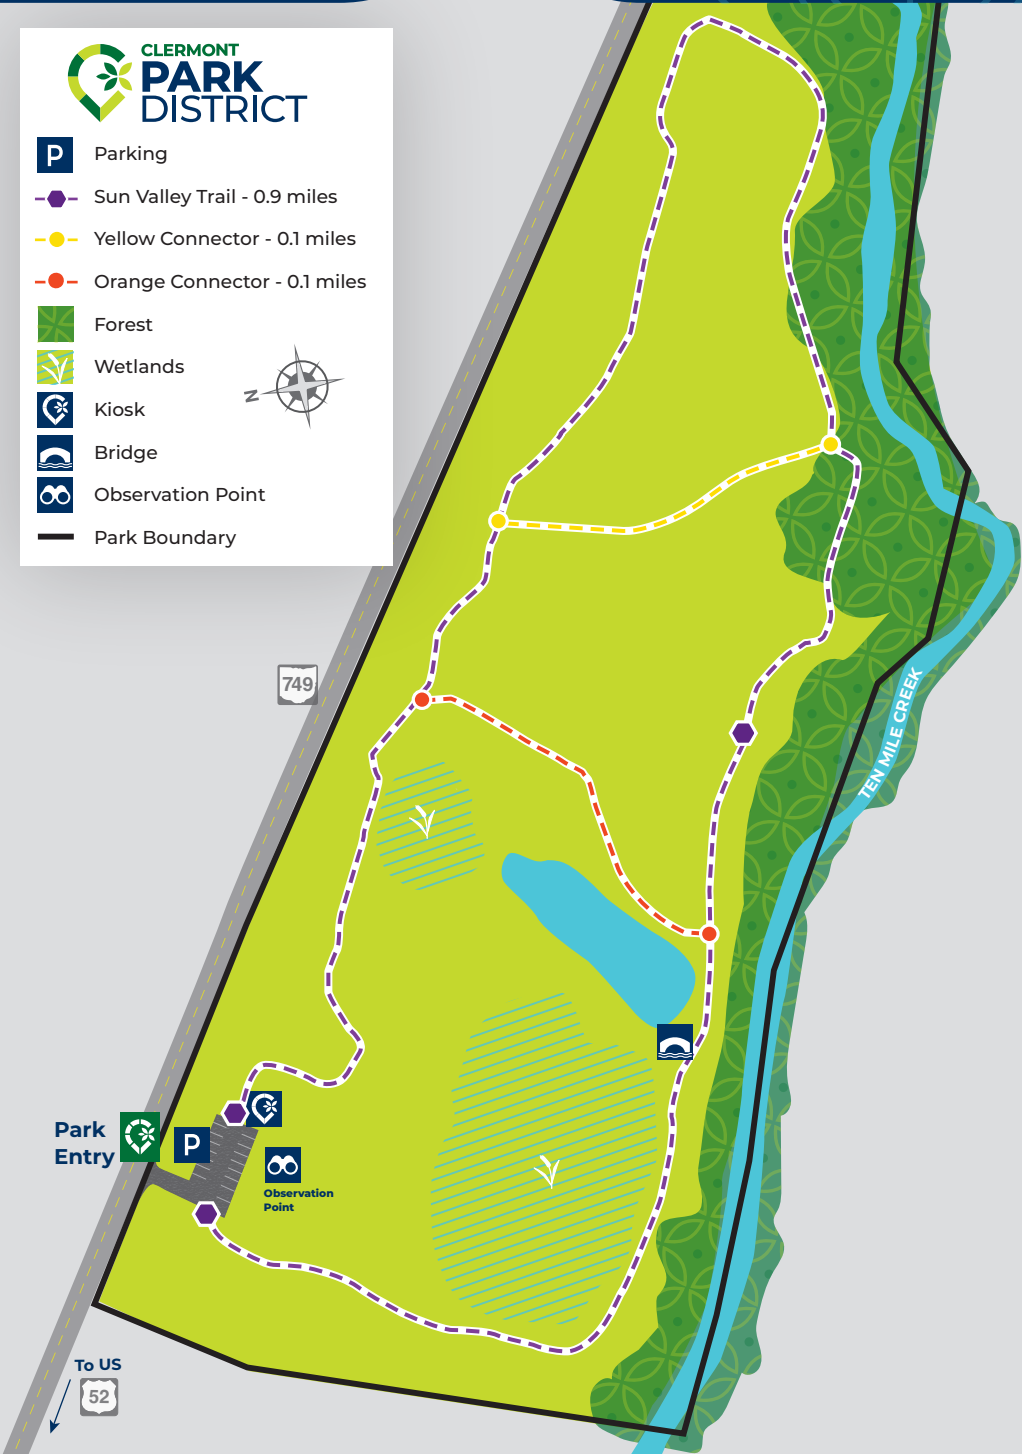 CLERMONT
PARK
DISTRICT
P
Parking
Sun Valley Trail - 0.9 miles
Yellow Connector - 0.1 miles
Orange Connector - 0.1 miles
Forest
Wetlands
N
Kiosk
Bridge
Observation Point
Park Boundary
749
TEN MILE CREEK
Park
Entry
P
Observation
Point
To US
52